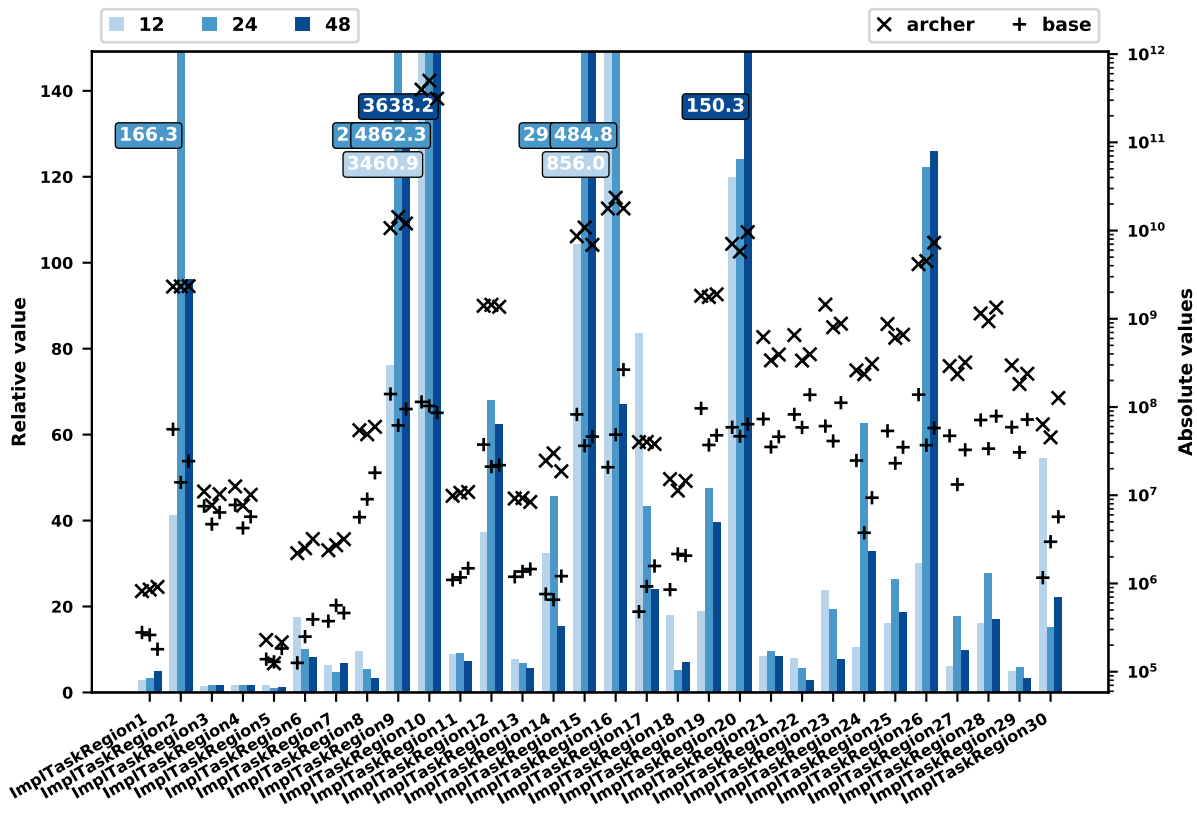 12 24 48
archer base
Relative value
0
20
40
60
80
100
120
140
Absolute values
10¹²
10¹¹
10¹⁰
10⁹
10⁸
10⁷
10⁶
10⁵
3638.2 150.3
166.3 2 4862.3 29 484.8
3460.9 856.0
ImplTaskRegion1
ImplTaskRegion2
ImplTaskRegion3
ImplTaskRegion4
ImplTaskRegion5
ImplTaskRegion6
ImplTaskRegion7
ImplTaskRegion8
ImplTaskRegion9
ImplTaskRegion10
ImplTaskRegion11
ImplTaskRegion12
ImplTaskRegion13
ImplTaskRegion14
ImplTaskRegion15
ImplTaskRegion16
ImplTaskRegion17
ImplTaskRegion18
ImplTaskRegion19
ImplTaskRegion20
ImplTaskRegion21
ImplTaskRegion22
ImplTaskRegion23
ImplTaskRegion24
ImplTaskRegion25
ImplTaskRegion26
ImplTaskRegion27
ImplTaskRegion28
ImplTaskRegion29
ImplTaskRegion30